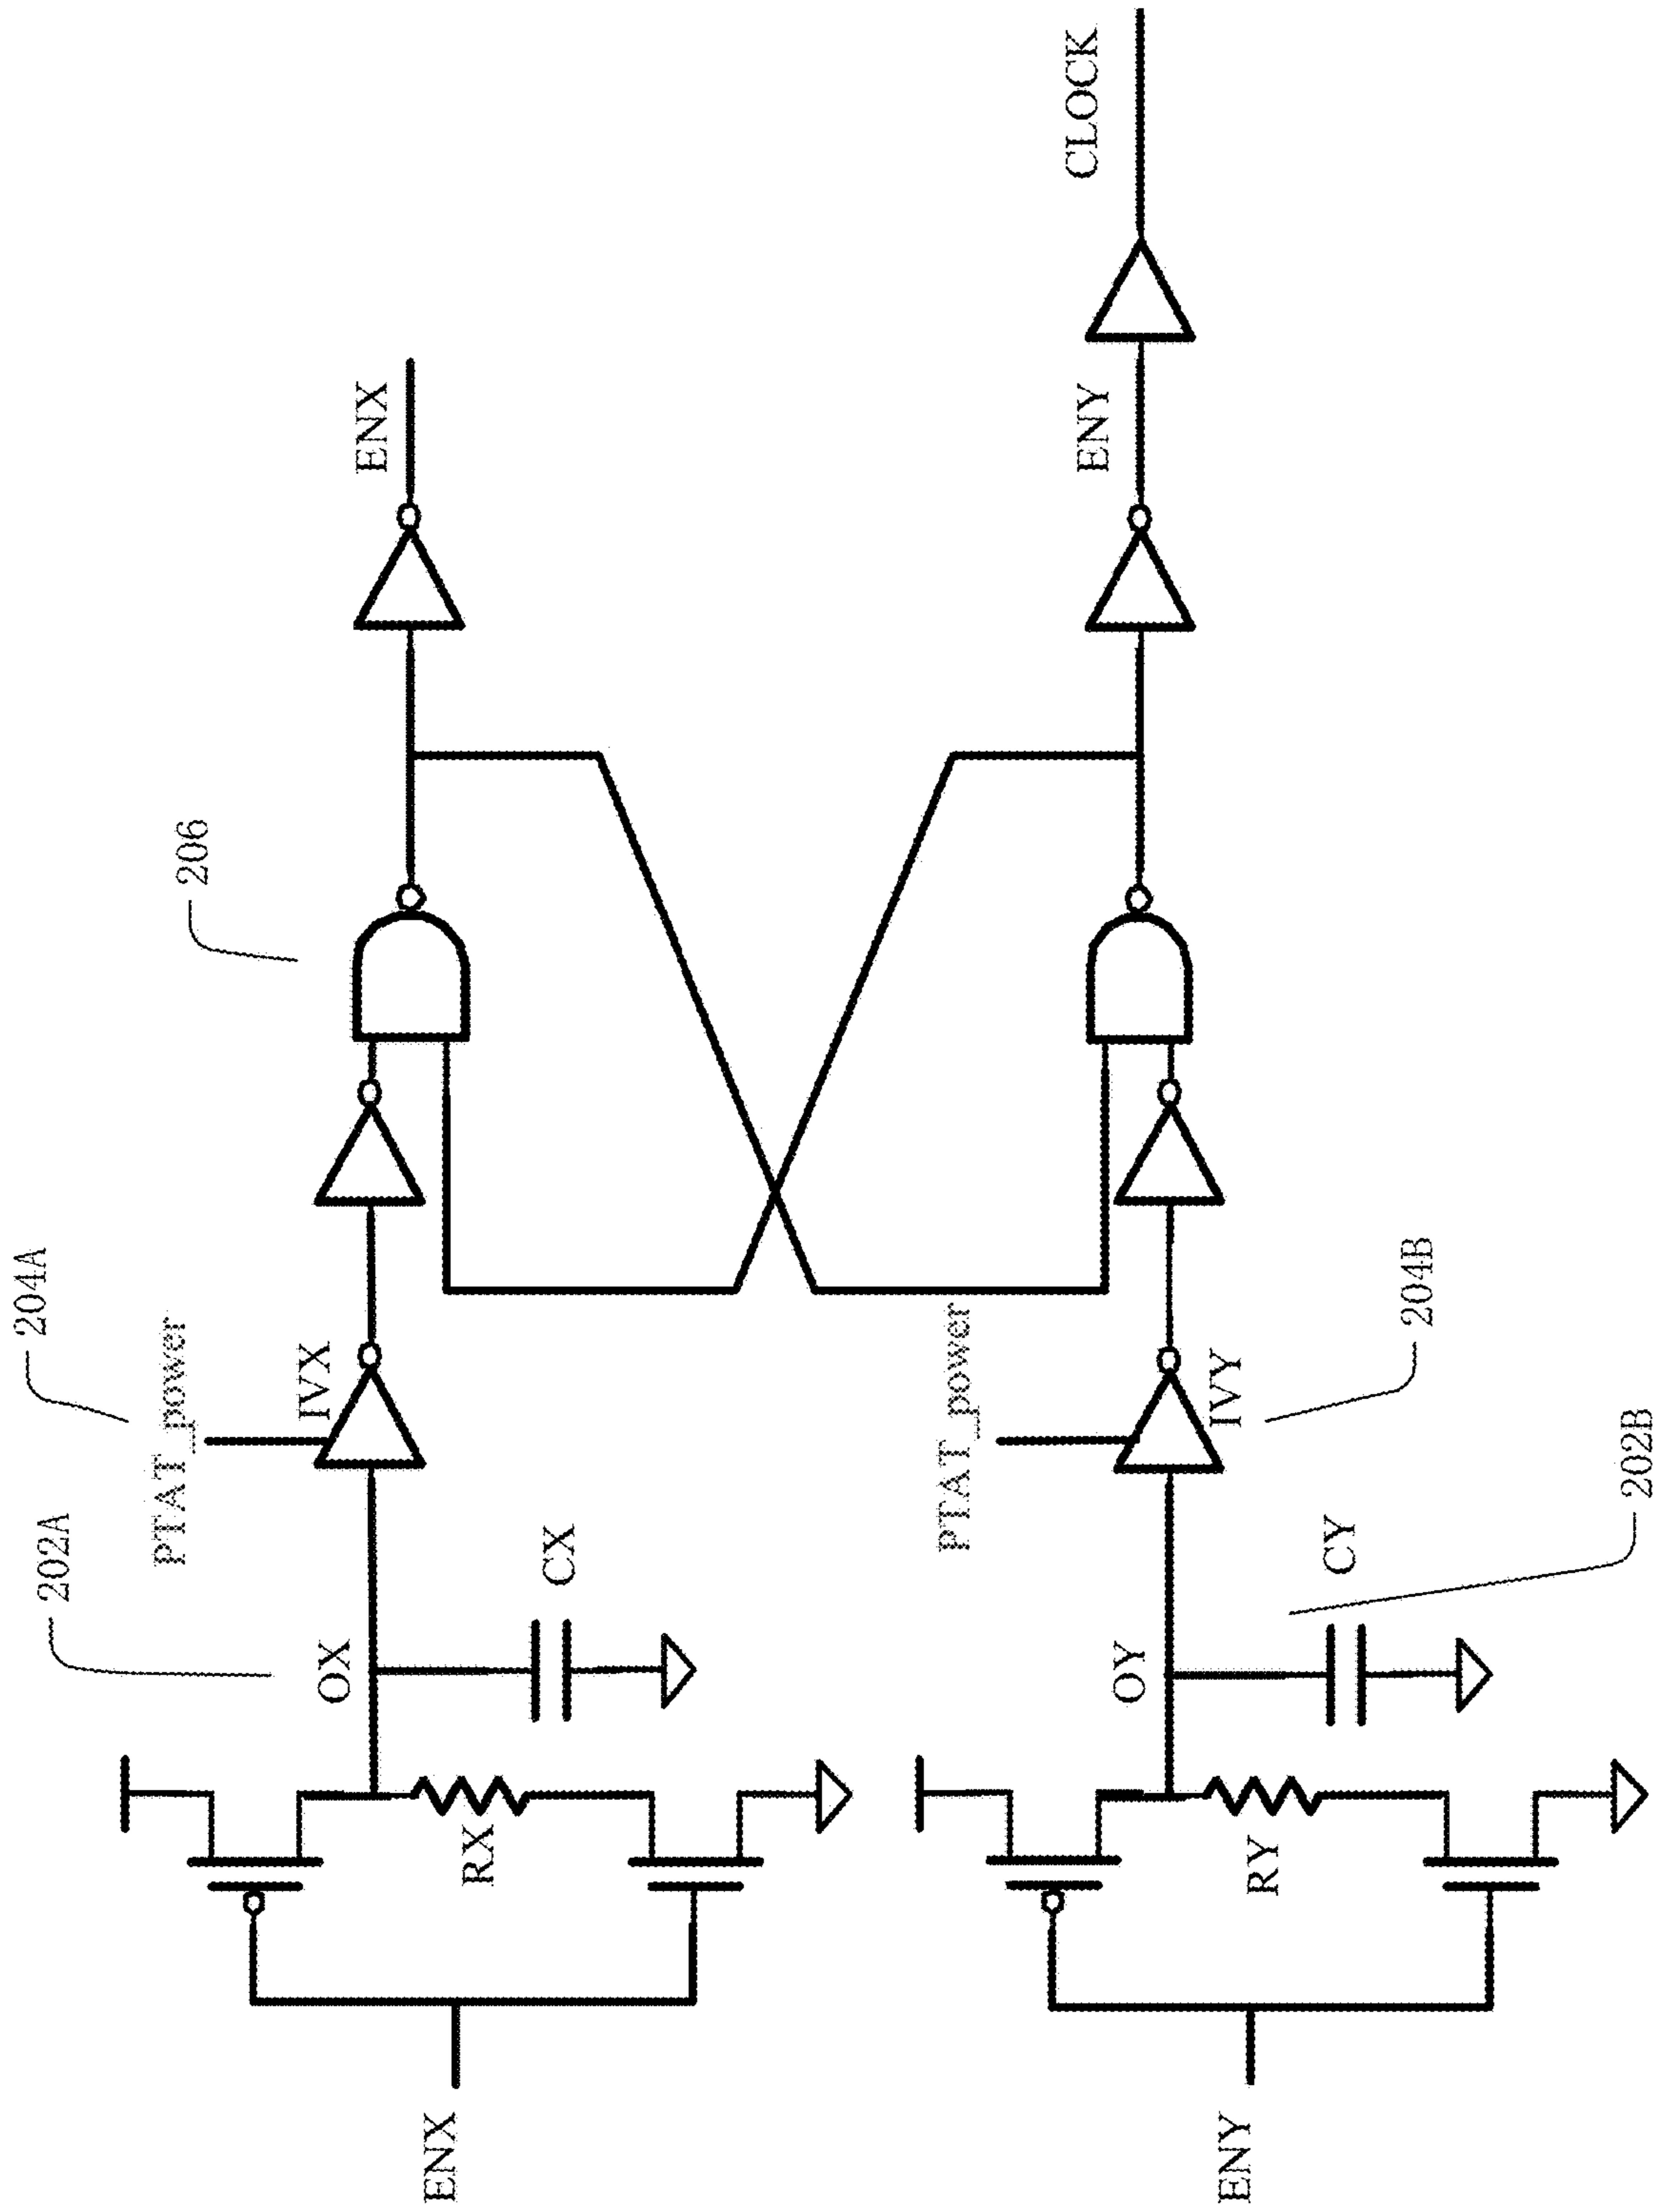 202A
204A
206
PTAT_power
ENX
OX
RX
CX
IVX
ENX
PTAT_power
ENY
OY
RY
CY
IVY
ENY
CLOCK
202B
204B